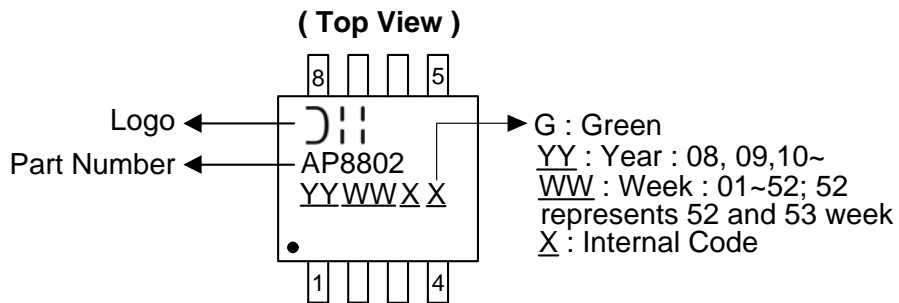 ( Top View )
8 5
Logo
Part Number
AP8802
YYWWX X
G : Green
YY : Year : 08, 09,10~
WW : Week : 01~52; 52
represents 52 and 53 week
X : Internal Code
1 4